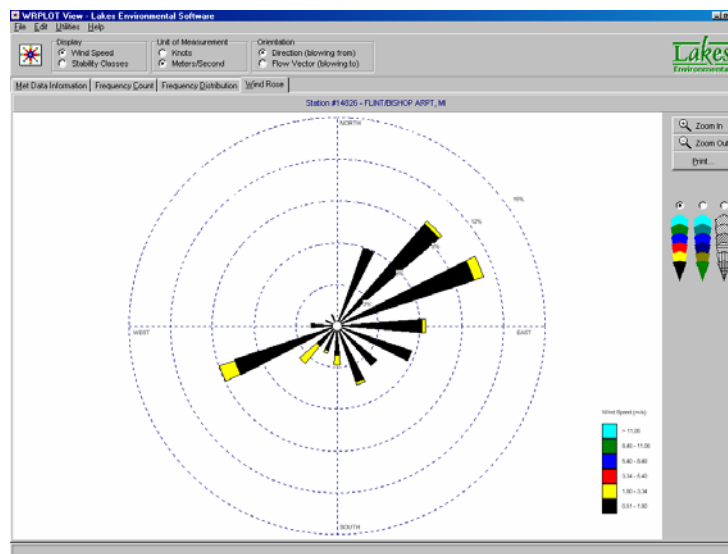 WRPLOT View - Lakes Environmental Software
File Edit Utilities Help
Display
Wind Speed
Stability Classes
Unit of Measurement
Knots
Meters/Second
Orientation
Direction (blowing from)
Flow Vector (blowing to)
Lakes
Environmental
Met Data Information Frequency Count Frequency Distribution Wind Rose
Station #14826 - FLINT/BISHOP ARPT, MI
NORTH
15%
12%
WEST
EAST
SOUTH
Zoom In
Zoom Out
Print...
Wind Speed (m/s)
> 11.06
8.49 - 11.06
5.40 - 8.49
3.34 - 5.40
1.80 - 3.34
0.51 - 1.80